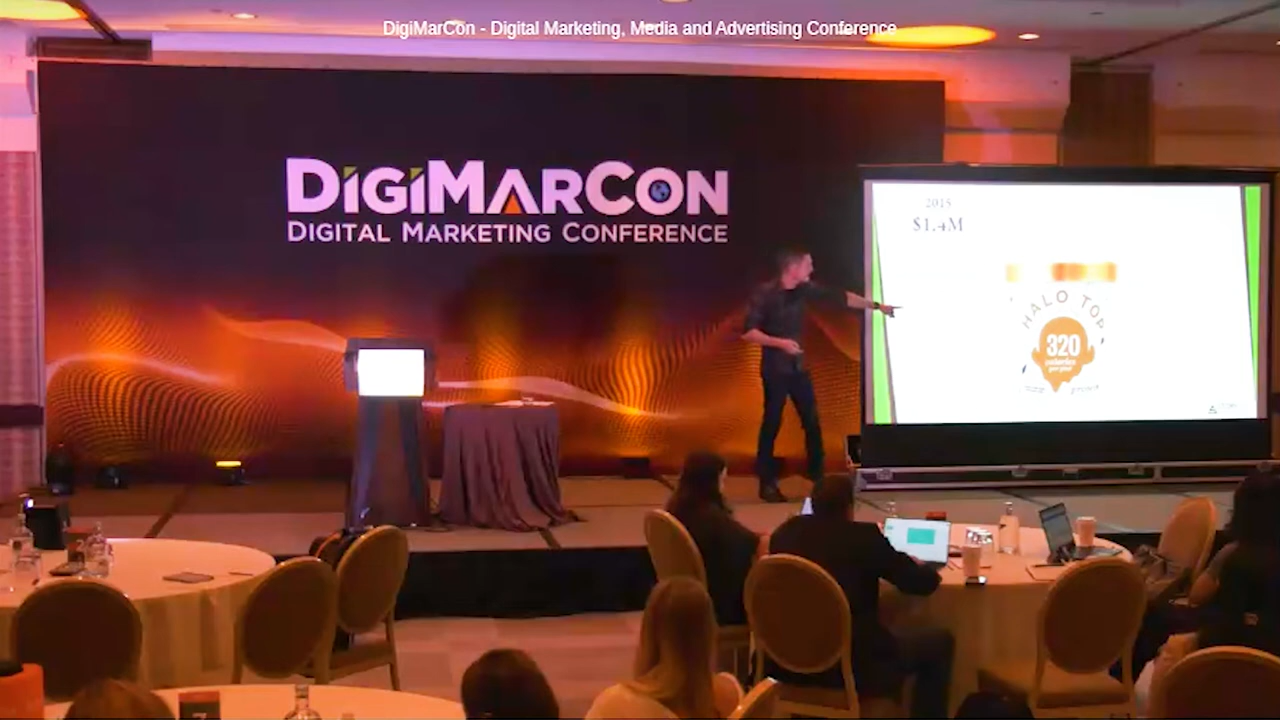 DigiMarCon - Digital Marketing, Media and Advertising Conference
DIGIMARCON
DIGITAL MARKETING CONFERENCE
2015
$1.4M
HALO TOP
320